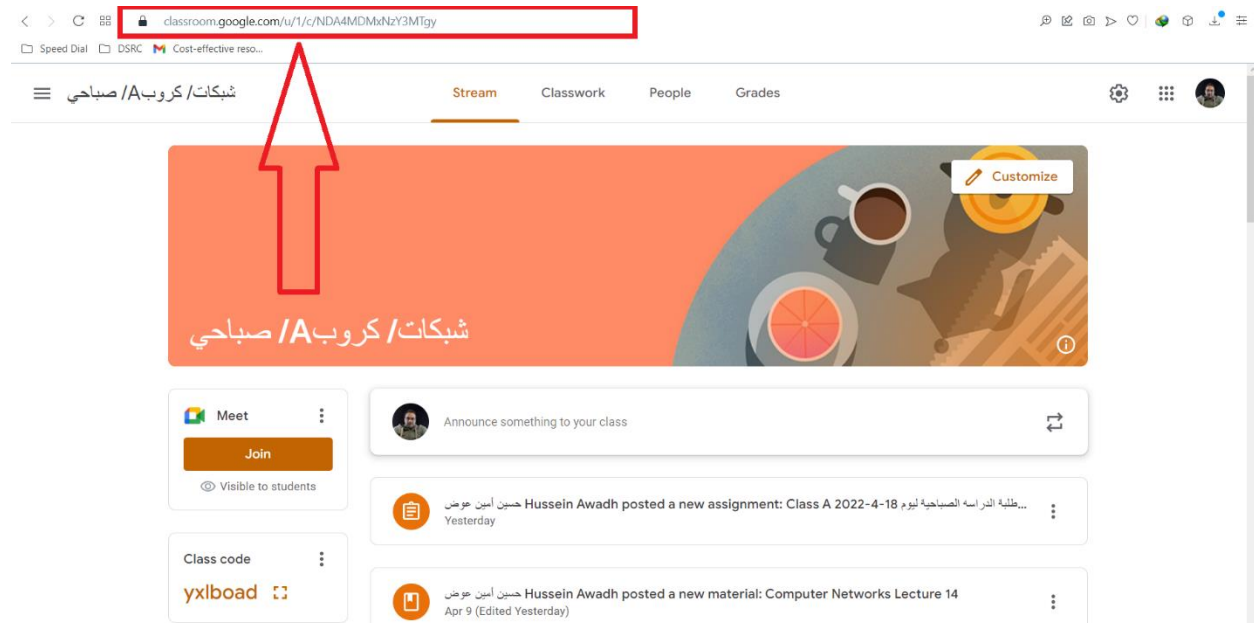 classroom.google.com/u/1/c/NDA4MDMxNzY3MTgy
Speed Dial DSRC Cost-effective reso...
شبكات/ كروبA/ صباحي
Stream Classwork People Grades
Customize
شبكات/ كروبA/ صباحي
Meet
Join
Visible to students
Announce something to your class
حسين أمين عوض Hussein Awadh posted a new assignment: Class A 2022-4-18 طلبة الدراسه الصباحية ليوم...
Yesterday
Class code
yxlboad
حسين أمين عوض Hussein Awadh posted a new material: Computer Networks Lecture 14
Apr 9 (Edited Yesterday)